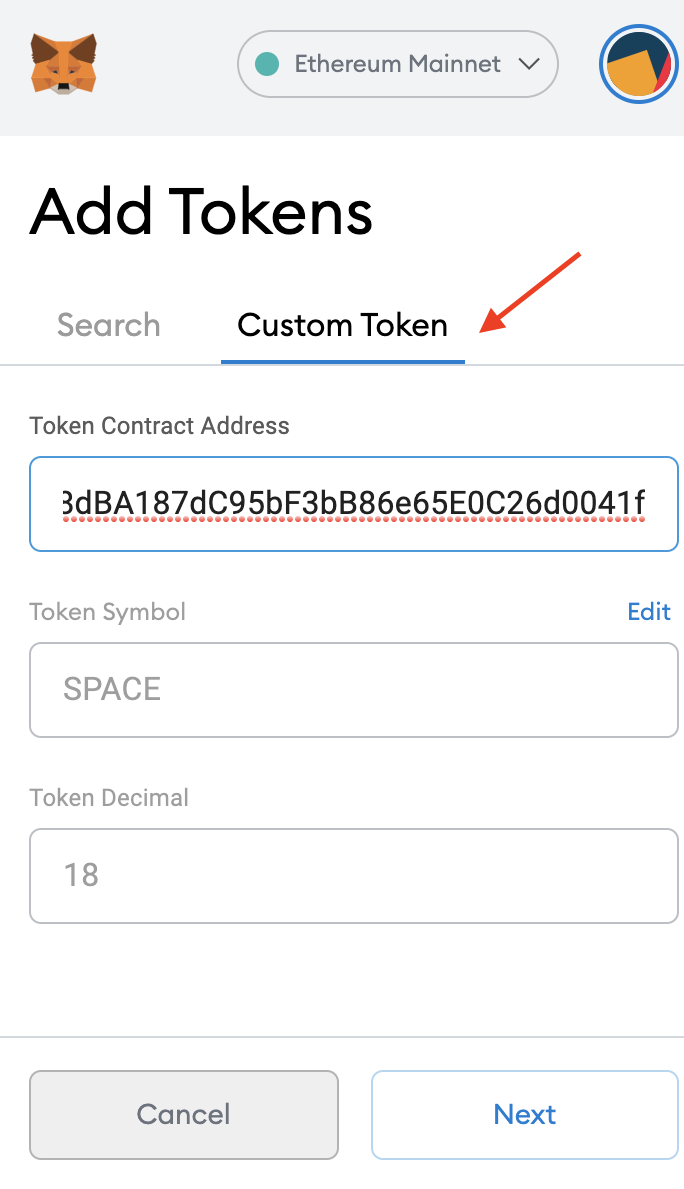 Ethereum Mainnet
Add Tokens
Search Custom Token
Token Contract Address
3dBA187dC95bF3bB86e65E0C26d0041f
Token Symbol Edit
SPACE
Token Decimal
18
Cancel Next